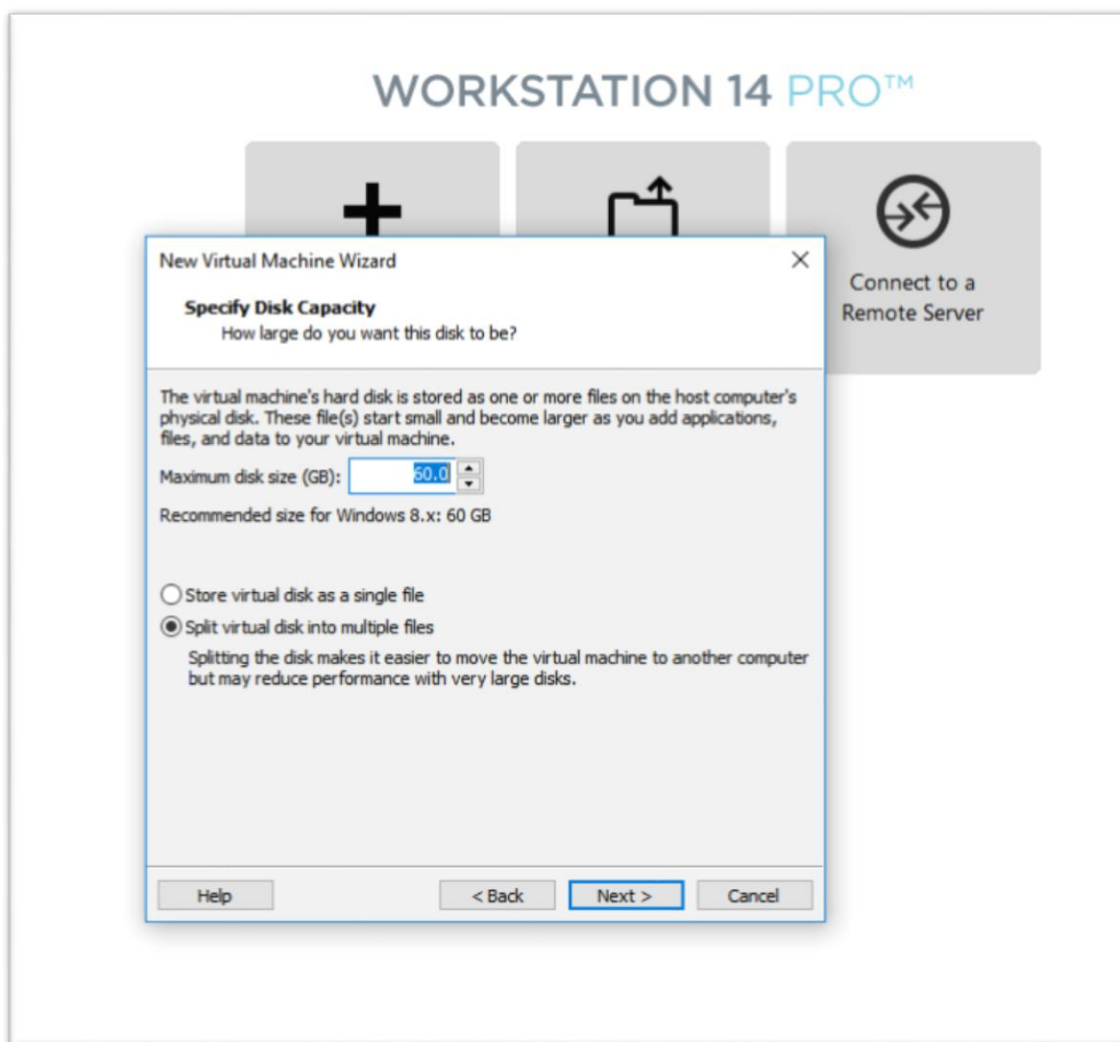 WORKSTATION 14 PRO™
Connect to a
Remote Server
New Virtual Machine Wizard
Specify Disk Capacity
How large do you want this disk to be?
The virtual machine's hard disk is stored as one or more files on the host computer's
physical disk. These file(s) start small and become larger as you add applications,
files, and data to your virtual machine.
Maximum disk size (GB): 60.0
Recommended size for Windows 8.x: 60 GB
Store virtual disk as a single file
Split virtual disk into multiple files
Splitting the disk makes it easier to move the virtual machine to another computer
but may reduce performance with very large disks.
Help < Back Next > Cancel